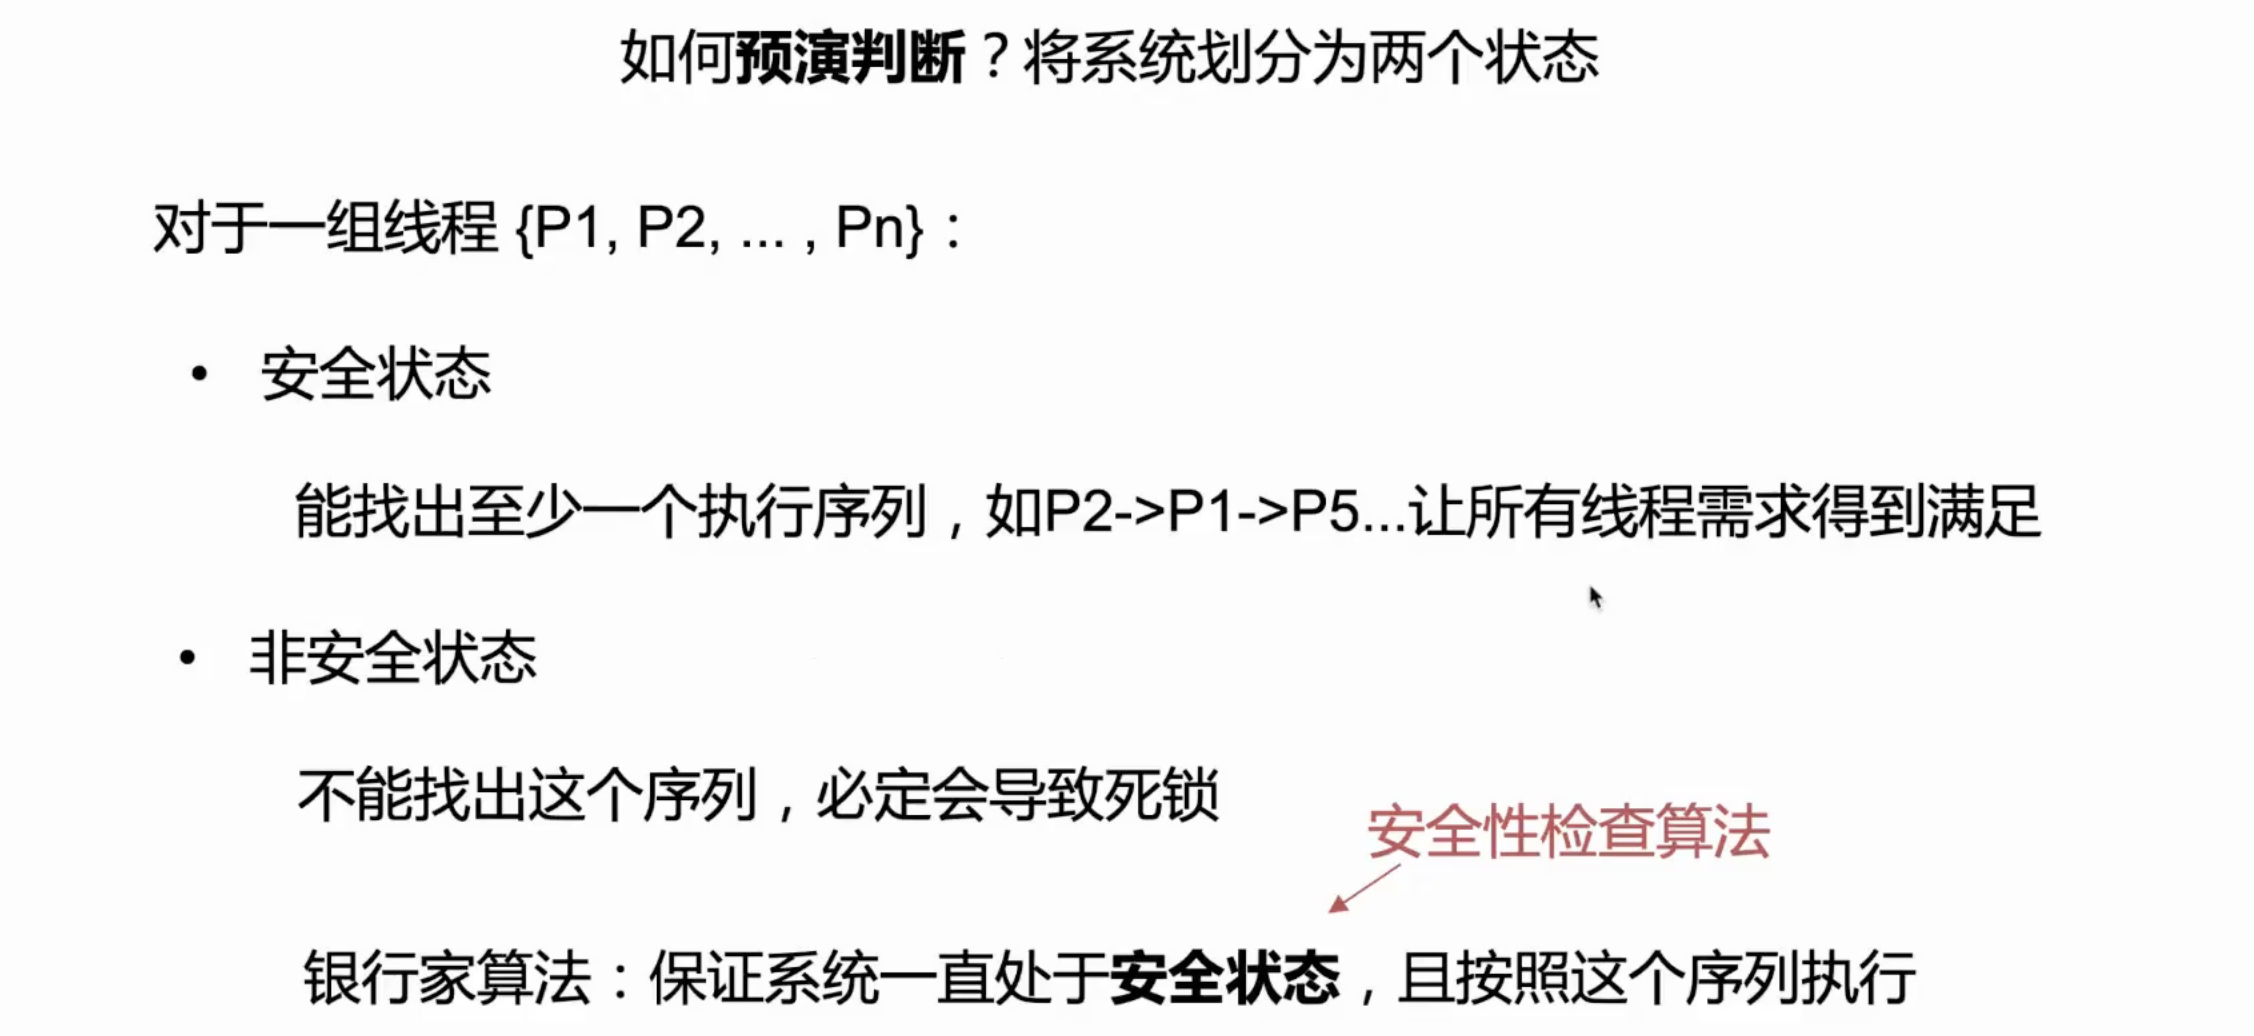 如何预演判断？将系统划分为两个状态
对于一组线程 {P1, P2, ... , Pn}：
• 安全状态
能找出至少一个执行序列，如P2->P1->P5...让所有线程需求得到满足
• 非安全状态
不能找出这个序列，必定会导致死锁
安全性检查算法
银行家算法：保证系统一直处于安全状态，且按照这个序列执行